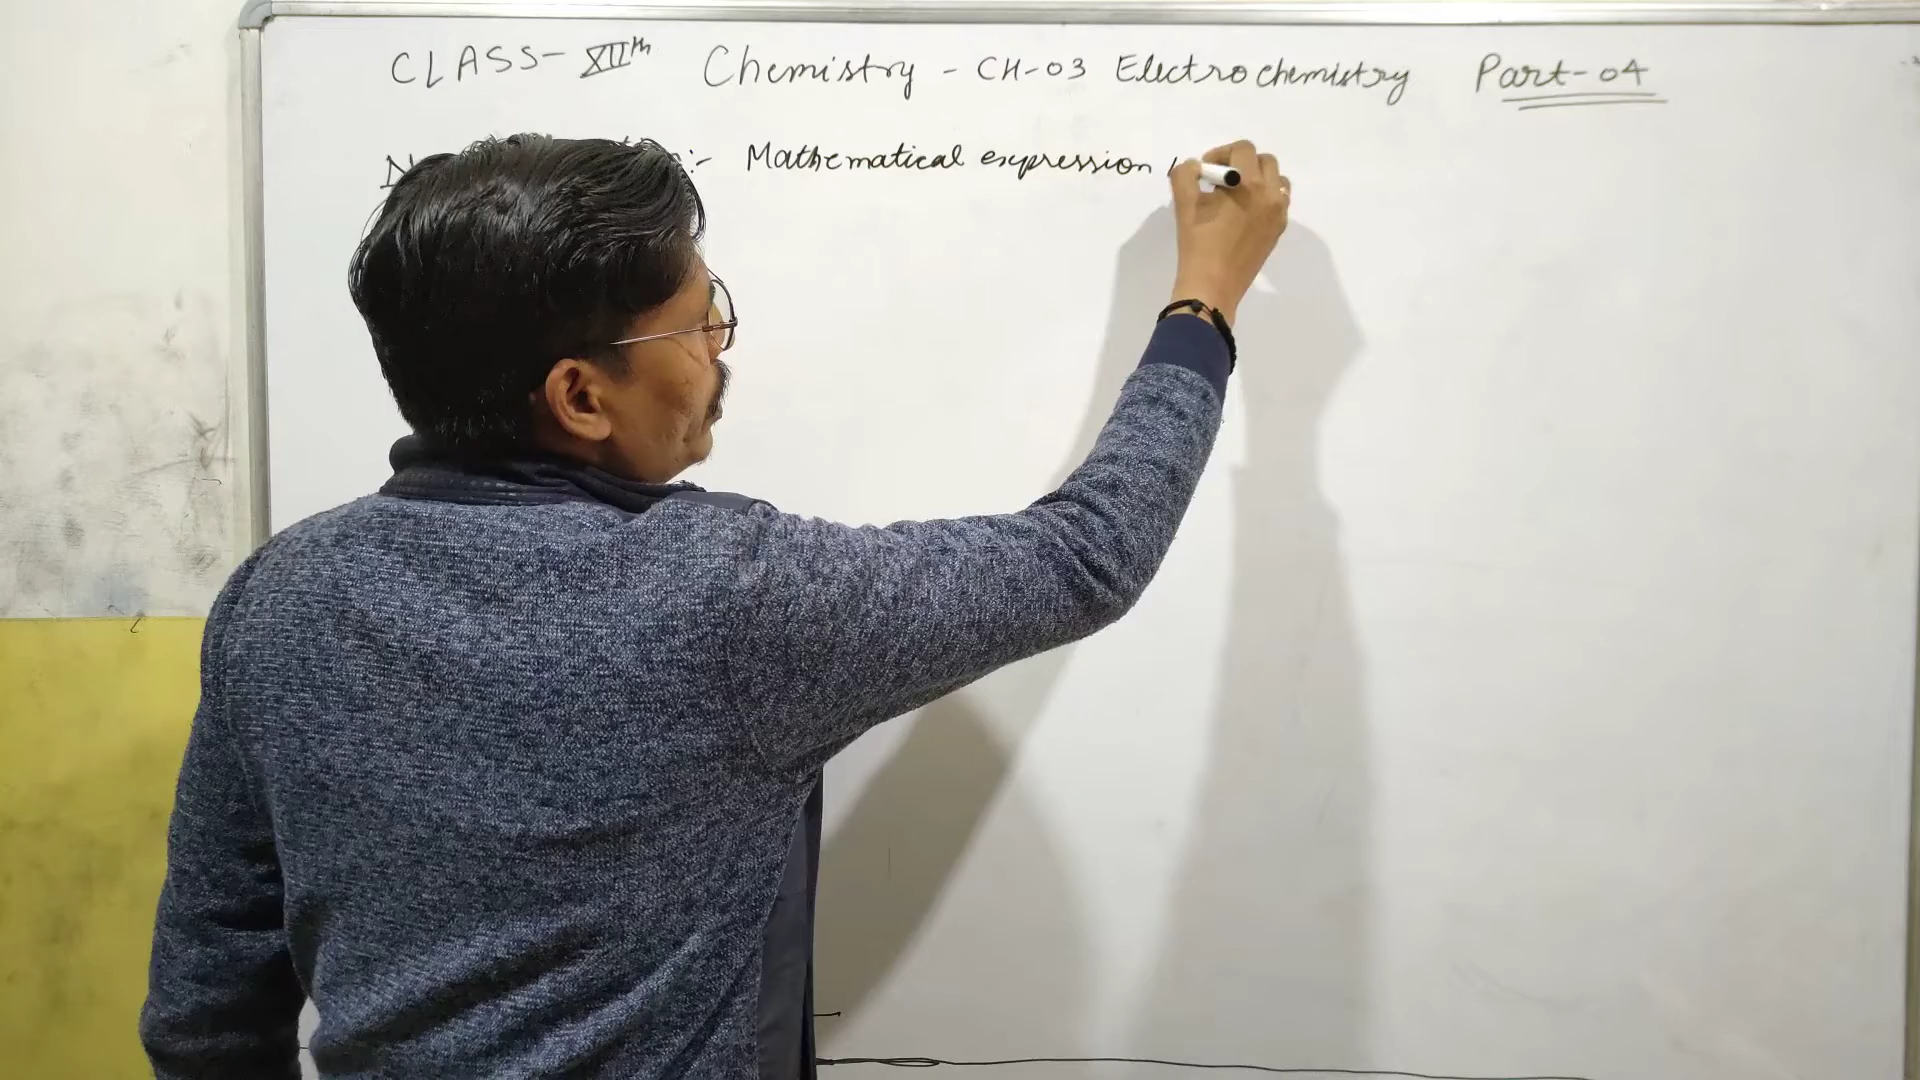 CLASS- XIIth Chemistry - CH-03 Electrochemistry Part-04
:- Mathematical expression